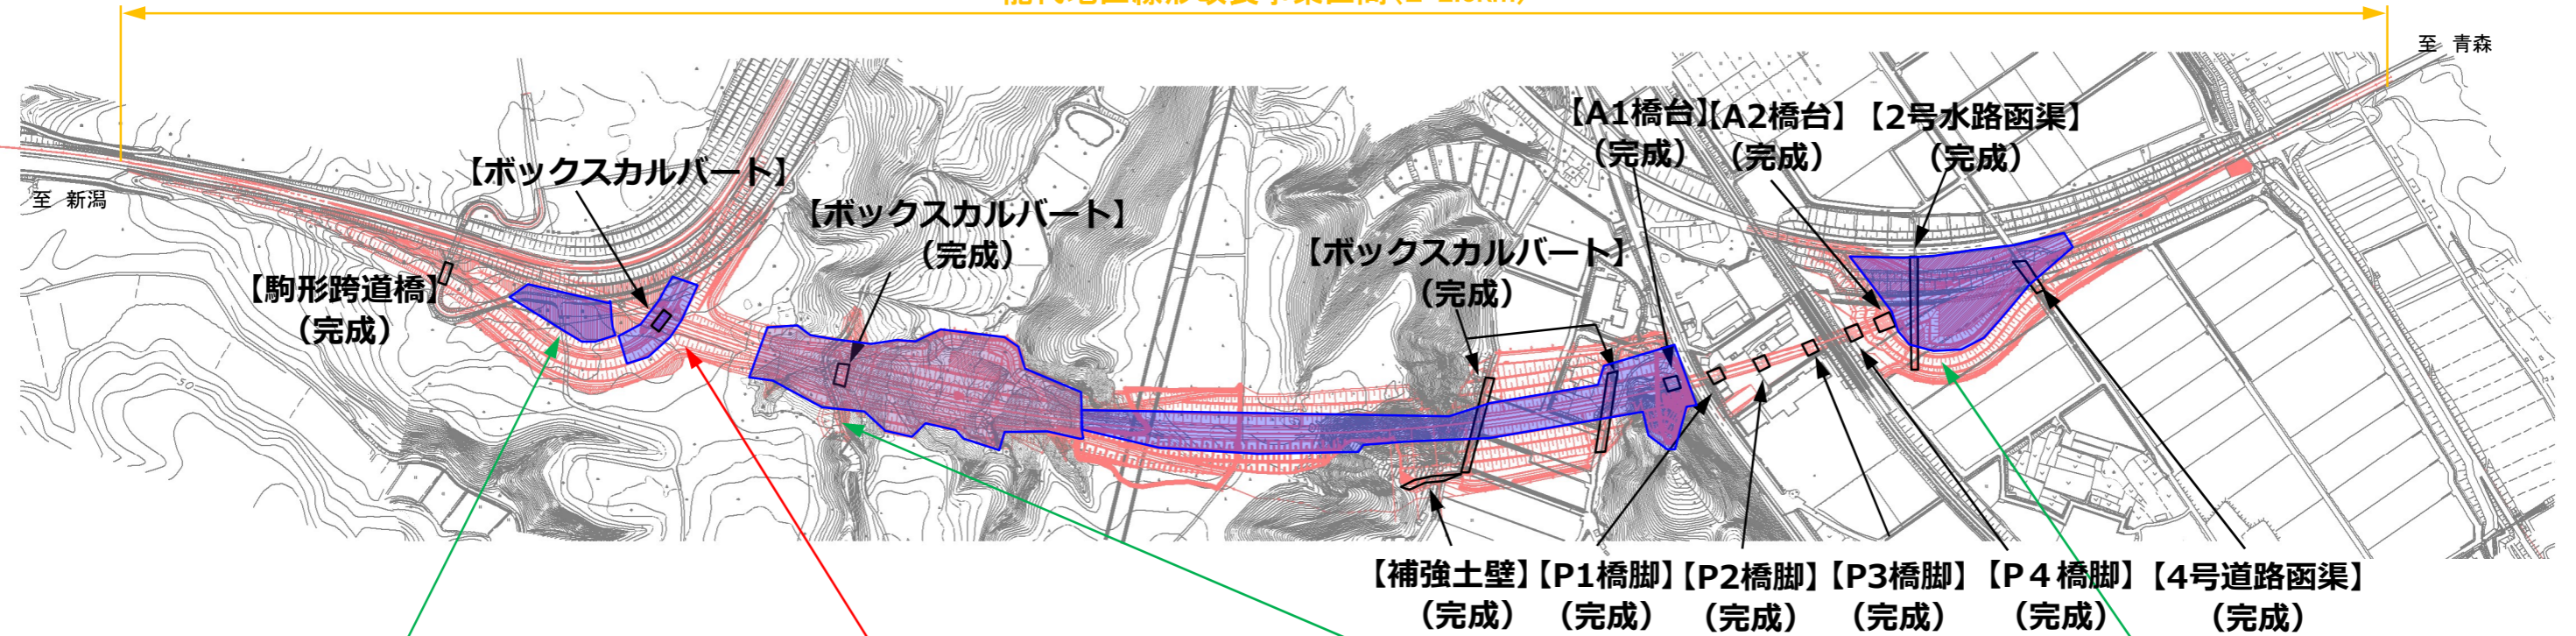 至 青森
至 新潟
【ボックスカルバート】
【ボックスカルバート】
（完成）
【駒形跨道橋】
（完成）
【ボックスカルバート】
（完成）
【A1橋台】
（完成）
【A2橋台】
（完成）
【2号水路函渠】
（完成）
50
【補強土壁】
（完成）
【P1橋脚】
（完成）
【P2橋脚】
（完成）
【P3橋脚】
（完成）
【P４橋脚】
（完成）
【4号道路函渠】
（完成）